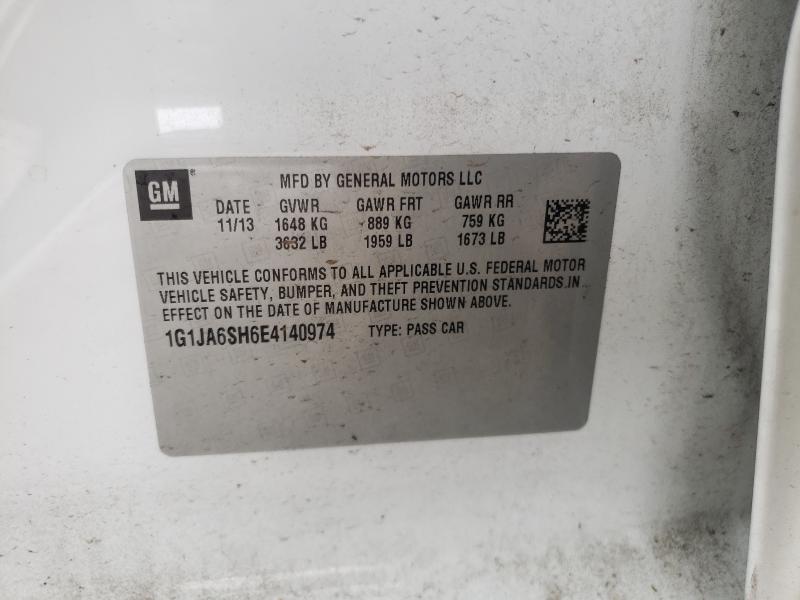 GM®
MFD BY GENERAL MOTORS LLC
DATE GVWR GAWR FRT GAWR RR
11/13 1648 KG 889 KG 759 KG
3632 LB 1959 LB 1673 LB
THIS VEHICLE CONFORMS TO ALL APPLICABLE U.S. FEDERAL MOTOR
VEHICLE SAFETY, BUMPER, AND THEFT PREVENTION STANDARDS IN
EFFECT ON THE DATE OF MANUFACTURE SHOWN ABOVE.
1G1JA6SH6E4140974 TYPE: PASS CAR